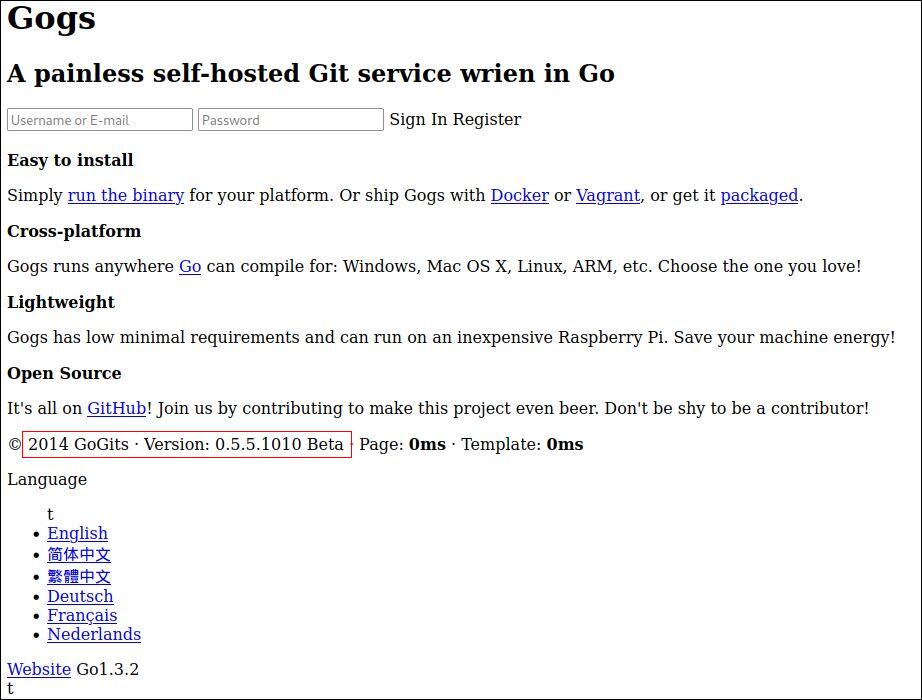 Gogs
A painless self-hosted Git service wrien in Go
Username or E-mail Password Sign In Register
Easy to install
Simply run the binary for your platform. Or ship Gogs with Docker or Vagrant, or get it packaged.
Cross-platform
Gogs runs anywhere Go can compile for: Windows, Mac OS X, Linux, ARM, etc. Choose the one you love!
Lightweight
Gogs has low minimal requirements and can run on an inexpensive Raspberry Pi. Save your machine energy!
Open Source
It's all on GitHub! Join us by contributing to make this project even beer. Don't be shy to be a contributor!
© 2014 GoGits · Version: 0.5.5.1010 Beta · Page: 0ms · Template: 0ms
Language
t
English
简体中文
繁體中文
Deutsch
Français
Nederlands
Website Go1.3.2
t